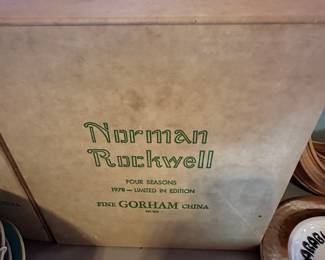 Norman
Rockwell
FOUR SEASONS
1978 — LIMITED IN EDITION
FINE GORHAM CHINA